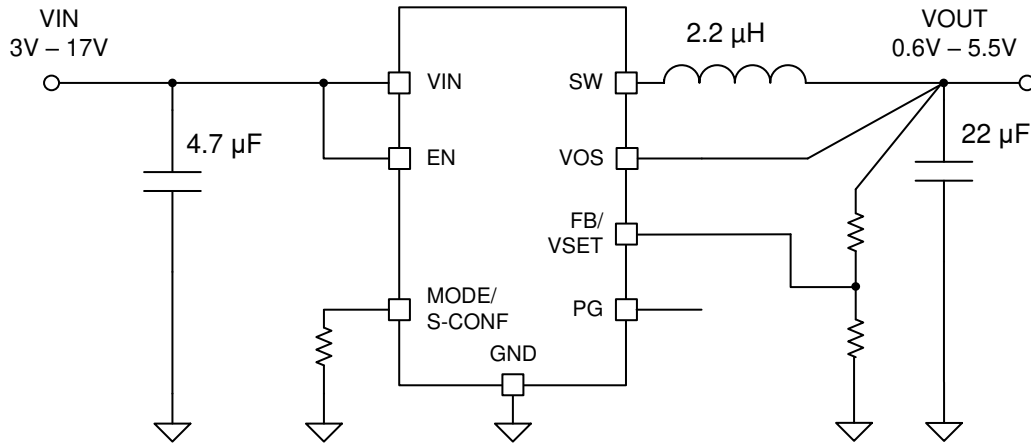 VIN
3V – 17V
VOUT
0.6V – 5.5V
2.2 µH
VIN
SW
4.7 µF
22 µF
EN
VOS
FB/
VSET
MODE/
S-CONF
PG
GND